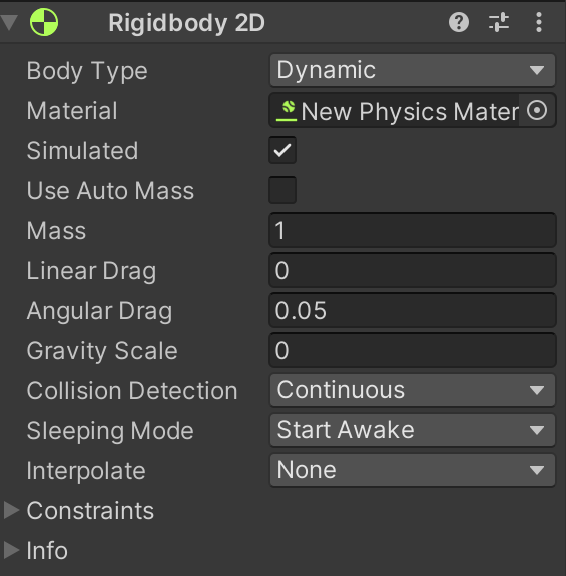 Rigidbody 2D
Body Type Dynamic
Material New Physics Mater
Simulated
Use Auto Mass
Mass 1
Linear Drag 0
Angular Drag 0.05
Gravity Scale 0
Collision Detection Continuous
Sleeping Mode Start Awake
Interpolate None
Constraints
Info